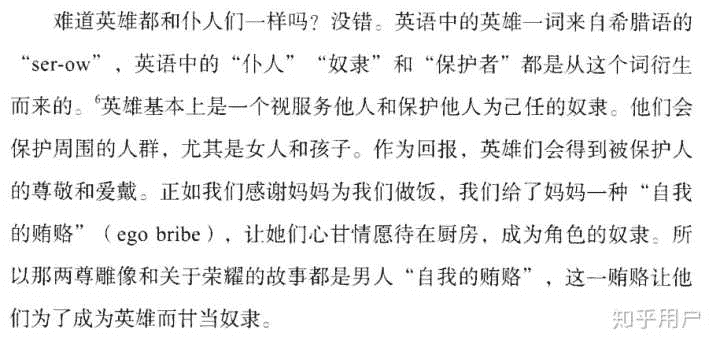 难道英雄都和仆人们一样吗？没错。英语中的英雄一词来自希腊语的
“ser-ow”，英语中的“仆人”“奴隶”和“保护者”都是从这个词衍生
而来的。6英雄基本上是一个视服务他人和保护他人为己任的奴隶。他们会
保护周围的人群，尤其是女人和孩子。作为回报，英雄们会得到被保护人
的尊敬和爱戴。正如我们感谢妈妈为我们做饭，我们给了妈妈一种“自我
的贿赂”（ego bribe），让她们心甘情愿待在厨房，成为角色的奴隶。所
以那两尊雕像和关于荣耀的故事都是男人“自我的贿赂”，这一贿赂让他
们为了成为英雄而甘当奴隶。
知乎用户